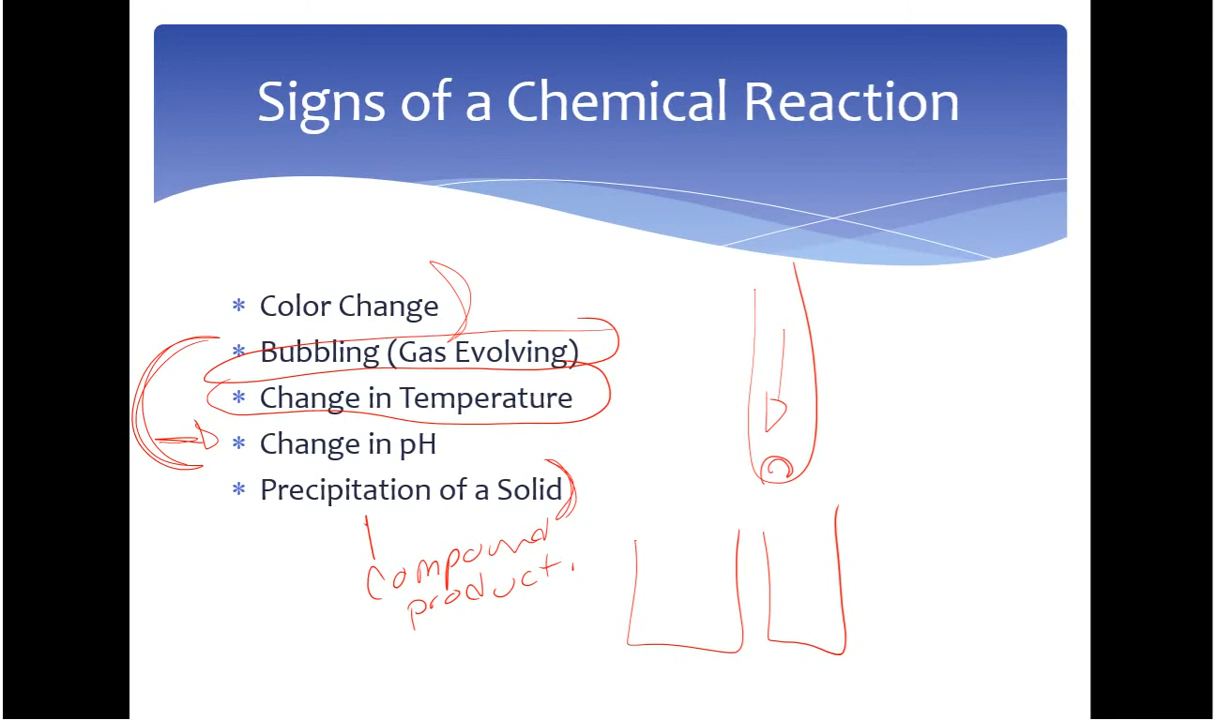 Signs of a Chemical Reaction
* Color Change
* Bubbling (Gas Evolving)
* Change in Temperature
* Change in pH
* Precipitation of a Solid
Compound
product.